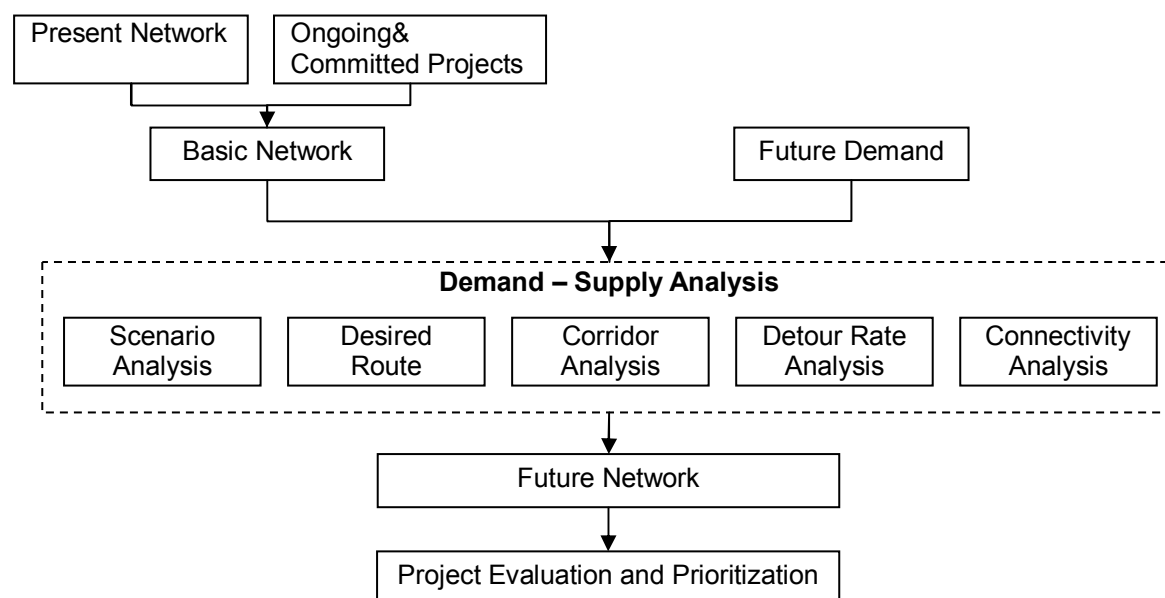 Present Network
Ongoing&
Committed Projects
Basic Network
Future Demand
Demand – Supply Analysis
Scenario
Analysis
Desired
Route
Corridor
Analysis
Detour Rate
Analysis
Connectivity
Analysis
Future Network
Project Evaluation and Prioritization